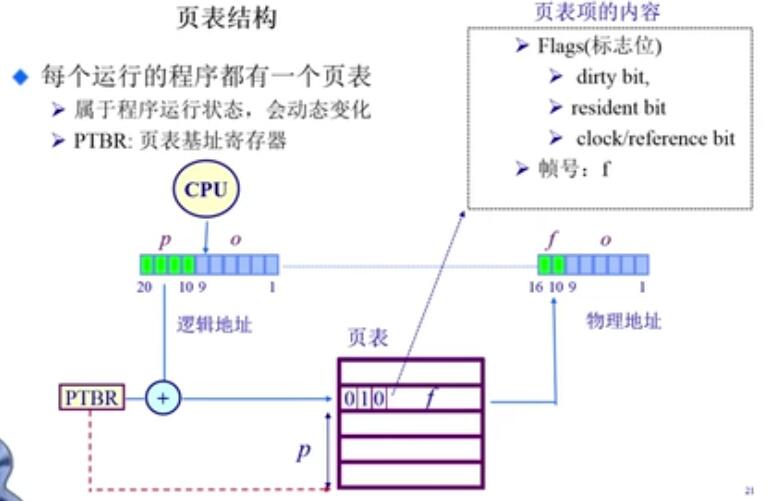 页表结构
页表项的内容
每个运行的程序都有一个页表
属于程序运行状态，会动态变化
PTBR: 页表基址寄存器
Flags(标志位)
dirty bit,
resident bit
clock/reference bit
帧号：f
CPU
p o
20 10 9 1
逻辑地址
f o
16 10 9 1
物理地址
页表
PTBR
+
0 1 0 f
p
21